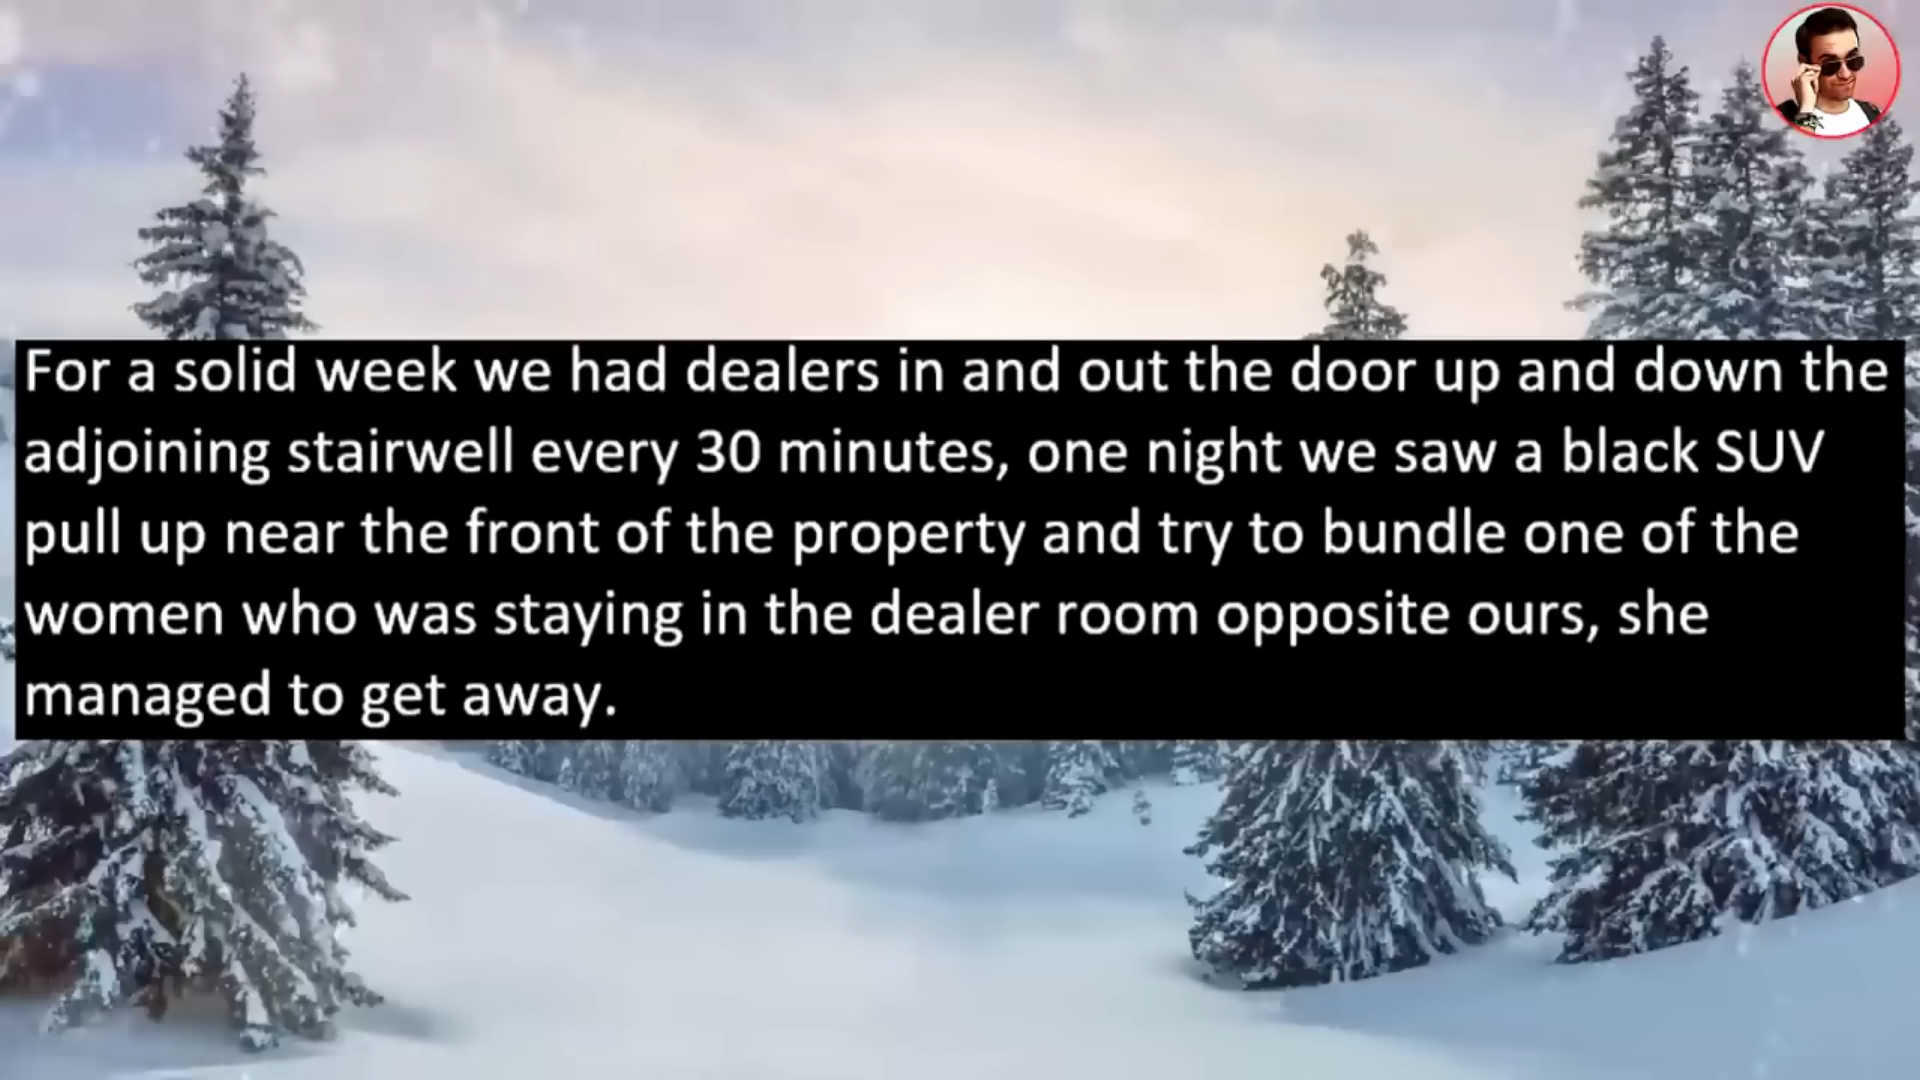 For a solid week we had dealers in and out the door up and down the
adjoining stairwell every 30 minutes, one night we saw a black SUV
pull up near the front of the property and try to bundle one of the
women who was staying in the dealer room opposite ours, she
managed to get away.